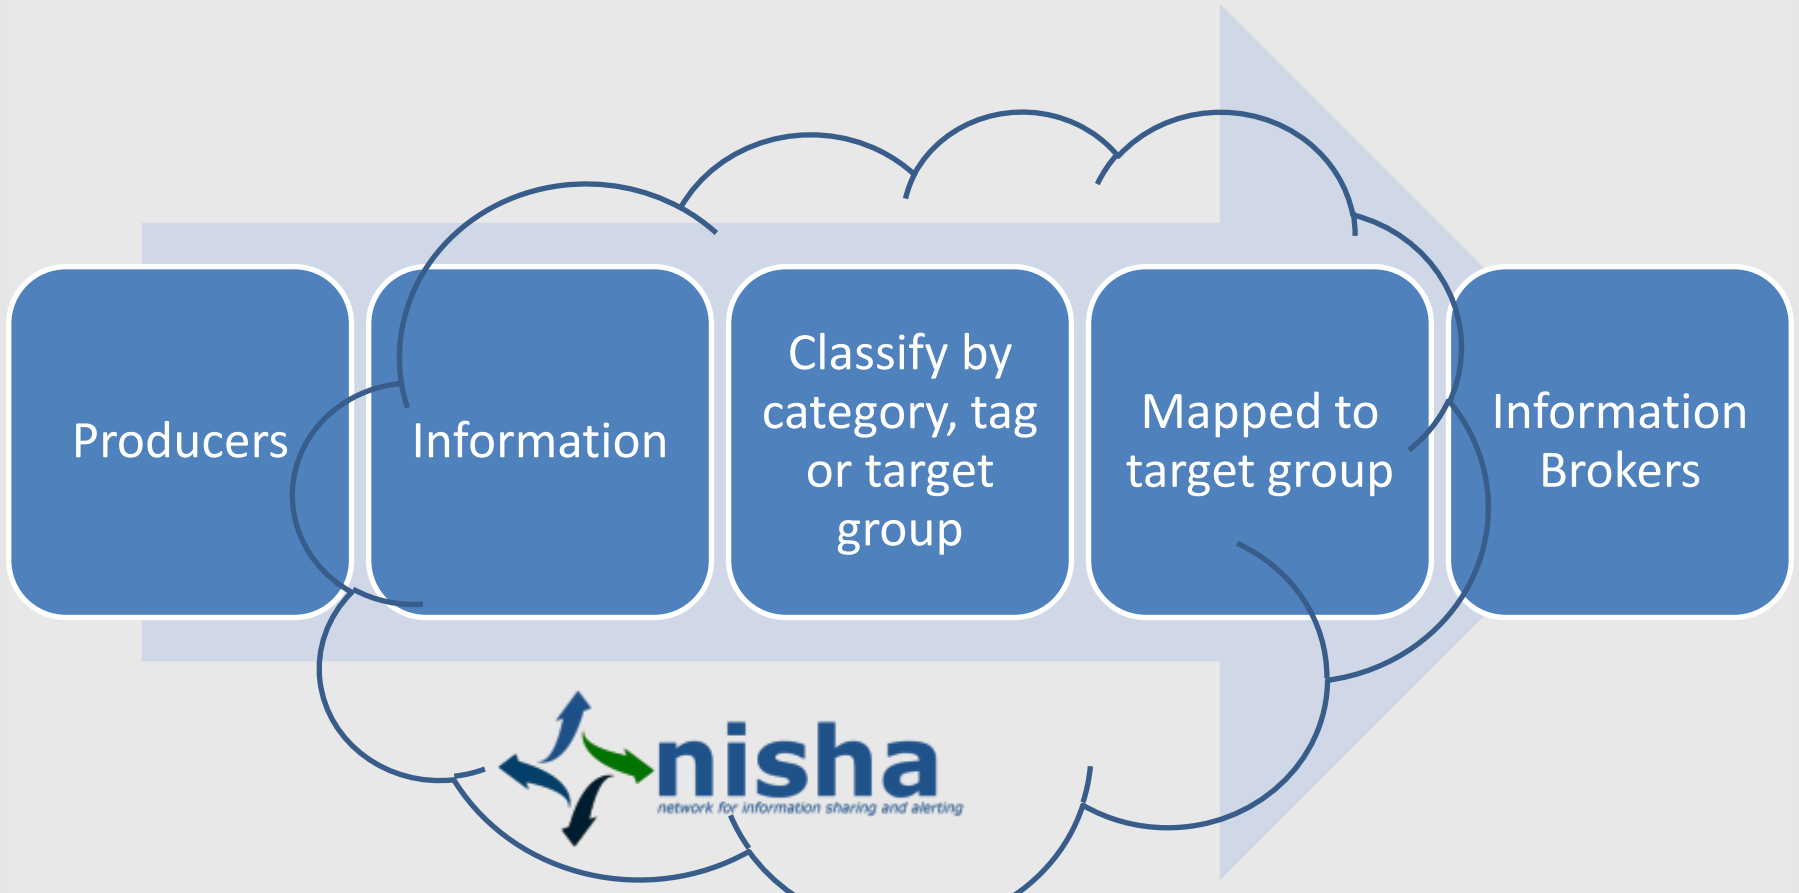 Producers
Information
Classify by
category, tag
or target
group
Mapped to
target group
Information
Brokers
nisha
network for information sharing and alerting